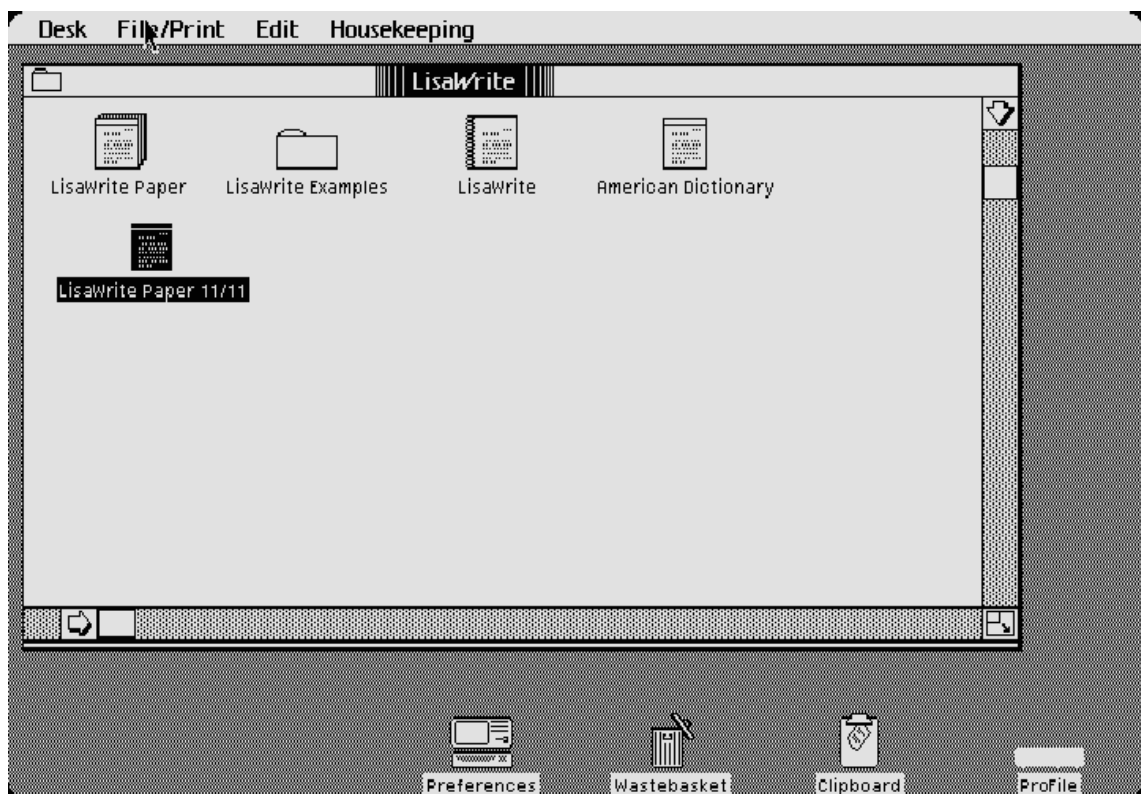 Desk File/Print Edit Housekeeping
LisaWrite
LisaWrite Paper LisaWrite Examples LisaWrite American Dictionary
LisaWrite Paper 11/11
Preferences Wastebasket Clipboard ProFile